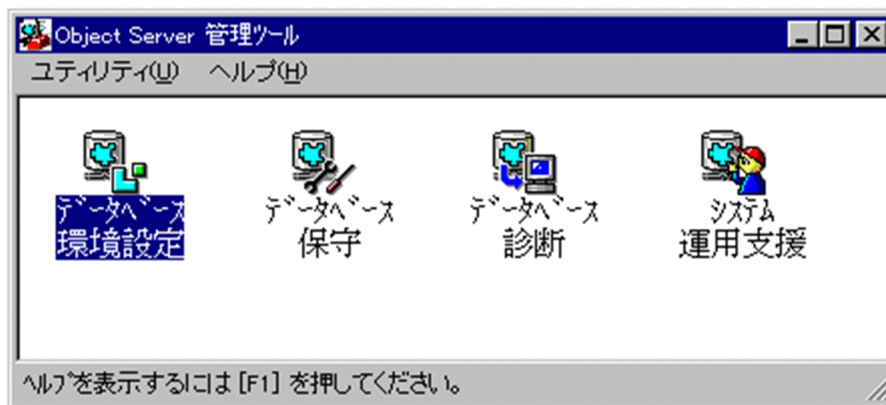 Object Server 管理ツール
ユティリティ(U) ヘルプ(H)
ﾃﾞｰﾀﾍﾞｰｽ ﾃﾞｰﾀﾍﾞｰｽ ﾃﾞｰﾀﾍﾞｰｽ ｼｽﾃﾑ
環境設定 保守 診断 運用支援
ﾍﾙﾌﾟを表示するには [F1] を押してください。